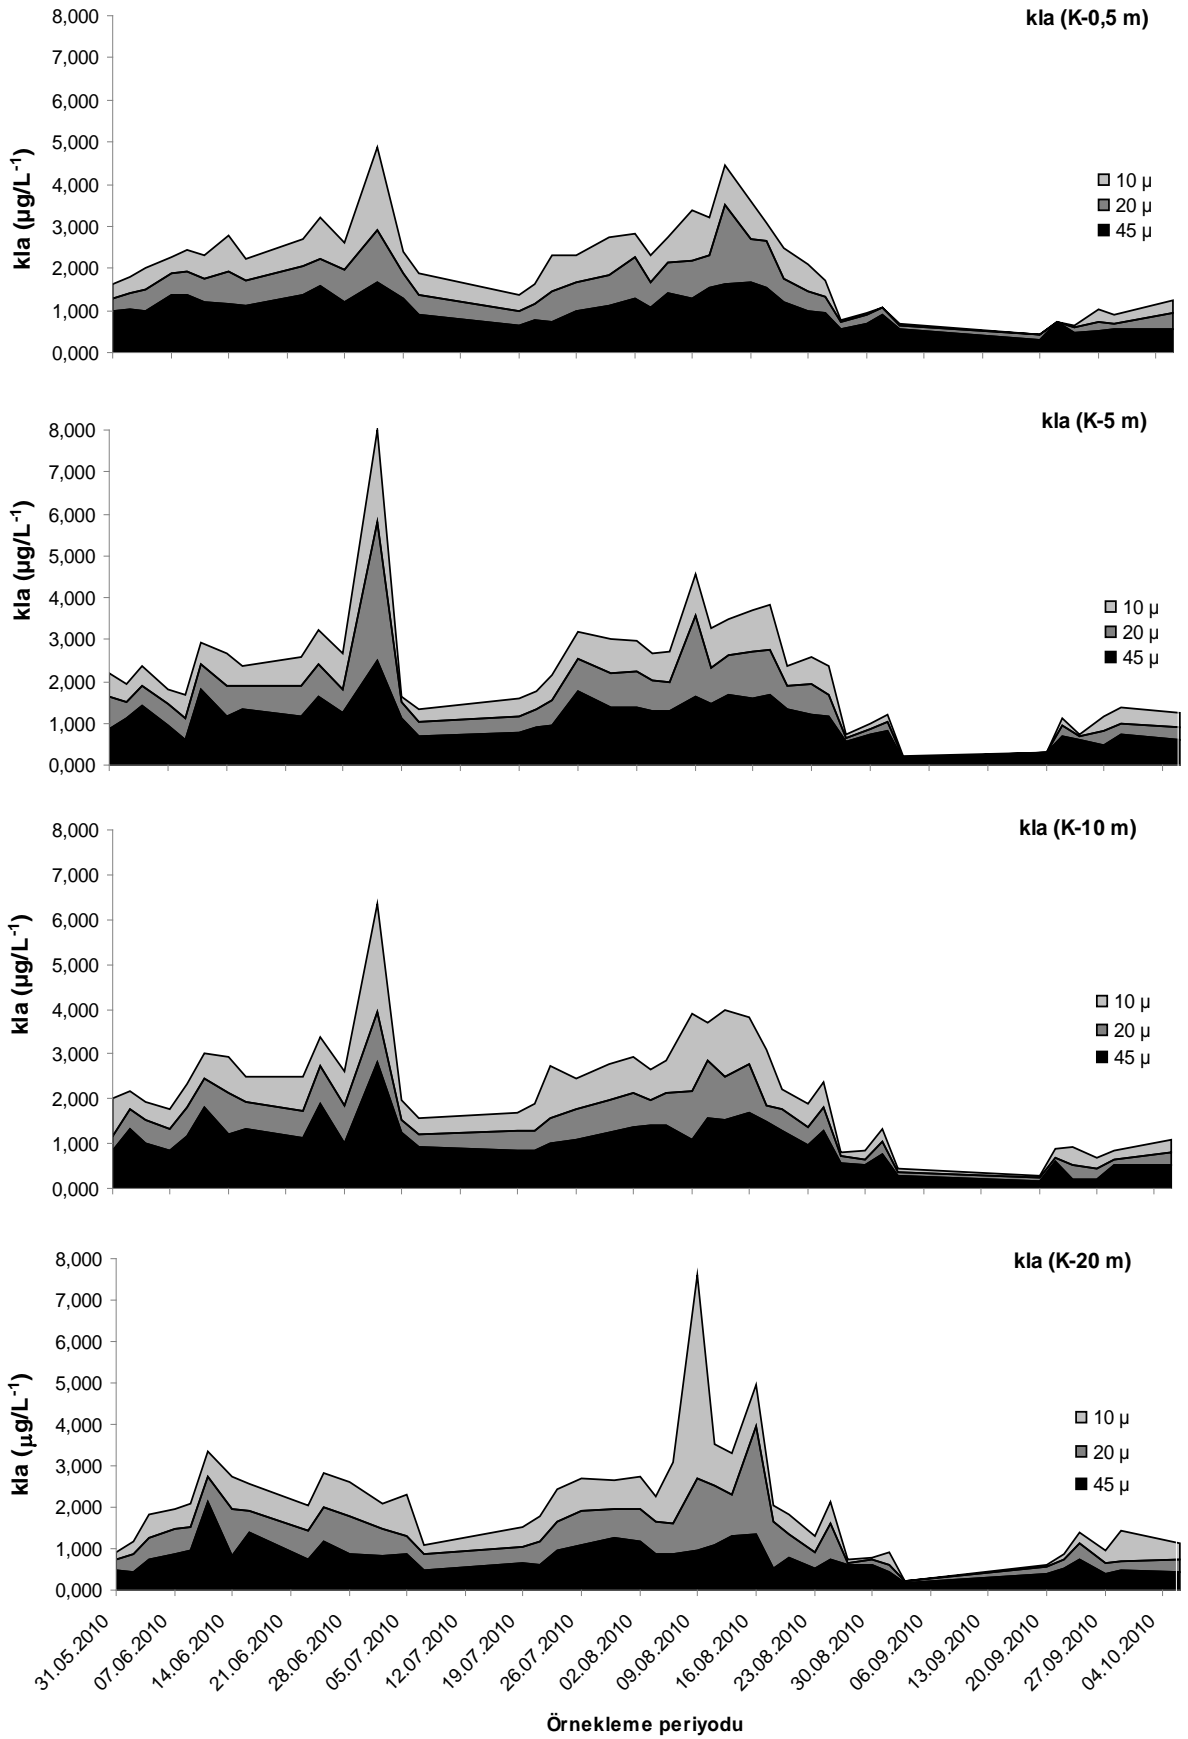 kla (K-0,5 m)
8,000
7,000
6,000
5,000
4,000
3,000
2,000
1,000
0,000
kla (µg/L-1)
10 µ
20 µ
45 µ
kla (K-5 m)
8,000
7,000
6,000
5,000
4,000
3,000
2,000
1,000
0,000
kla (µg/L-1)
10 µ
20 µ
45 µ
kla (K-10 m)
8,000
7,000
6,000
5,000
4,000
3,000
2,000
1,000
0,000
kla (µg/L-1)
10 µ
20 µ
45 µ
kla (K-20 m)
8,000
7,000
6,000
5,000
4,000
3,000
2,000
1,000
0,000
kla (µg/L-1)
10 µ
20 µ
45 µ
31.05.2010
07.06.2010
14.06.2010
21.06.2010
28.06.2010
05.07.2010
12.07.2010
19.07.2010
26.07.2010
02.08.2010
09.08.2010
16.08.2010
23.08.2010
30.08.2010
06.09.2010
13.09.2010
20.09.2010
27.09.2010
04.10.2010
Örnekleme periyodu